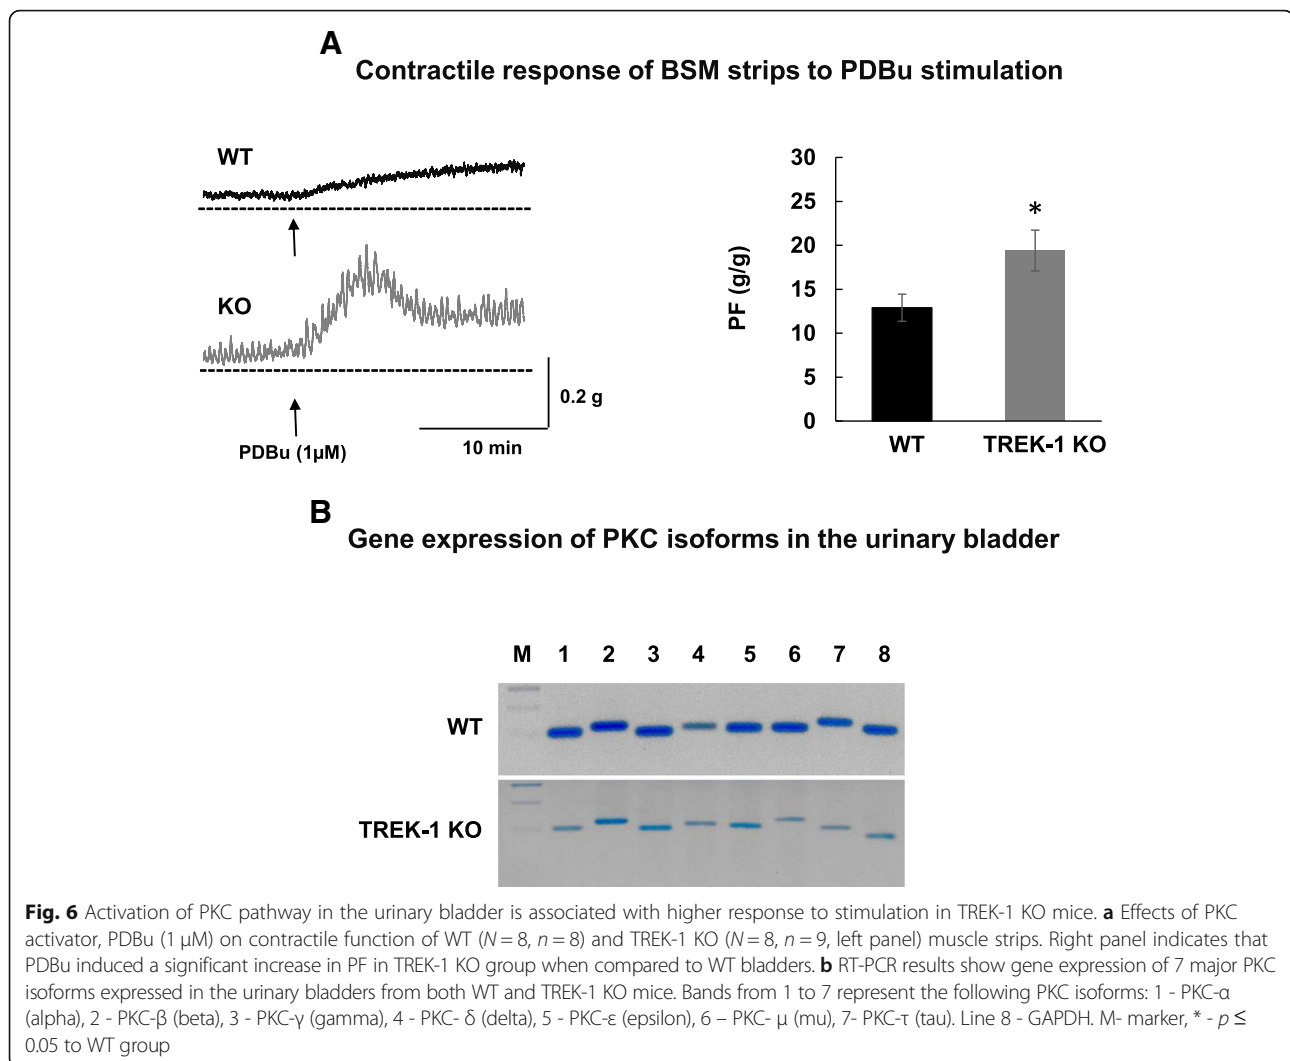 A
Contractile response of BSM strips to PDBu stimulation
WT
KO
PDBu (1µM)
0.2 g
10 min
30
25
20
15
10
5
0
PF (g/g)
*
WT TREK-1 KO
B
Gene expression of PKC isoforms in the urinary bladder
M 1 2 3 4 5 6 7 8
WT
TREK-1 KO
Fig. 6 Activation of PKC pathway in the urinary bladder is associated with higher response to stimulation in TREK-1 KO mice. a Effects of PKC
activator, PDBu (1 µM) on contractile function of WT (N = 8, n = 8) and TREK-1 KO (N = 8, n = 9, left panel) muscle strips. Right panel indicates that
PDBu induced a significant increase in PF in TREK-1 KO group when compared to WT bladders. b RT-PCR results show gene expression of 7 major PKC
isoforms expressed in the urinary bladders from both WT and TREK-1 KO mice. Bands from 1 to 7 represent the following PKC isoforms: 1 - PKC-α
(alpha), 2 - PKC-β (beta), 3 - PKC-γ (gamma), 4 - PKC- δ (delta), 5 - PKC-ε (epsilon), 6 – PKC- µ (mu), 7- PKC-τ (tau). Line 8 - GAPDH. M- marker, * - p ≤
0.05 to WT group